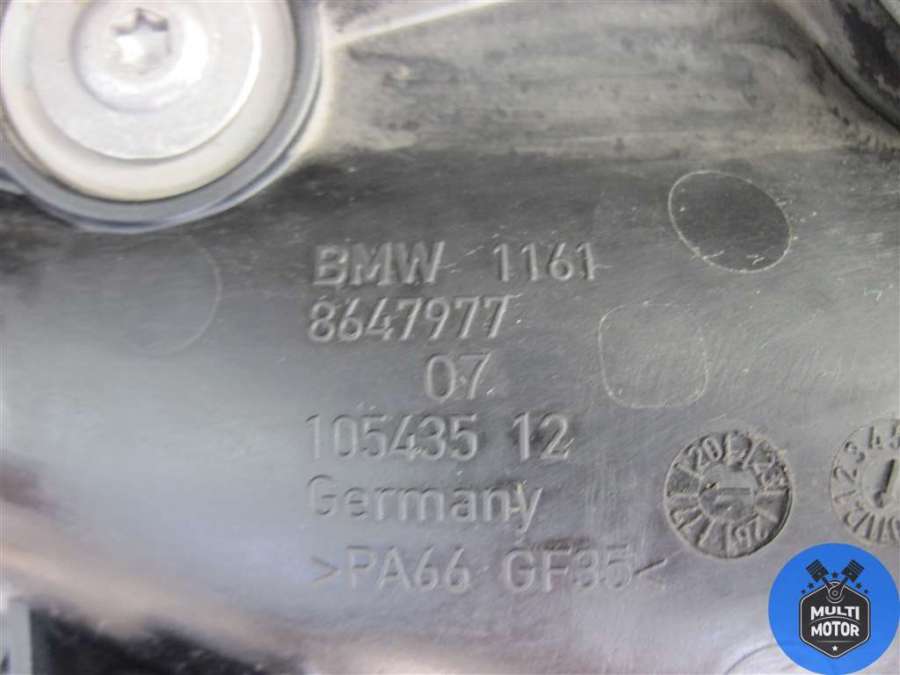 BMW 1161
8647977
07
105435 12
Germany
>PA66 GF35<
MULTI
MOTOR